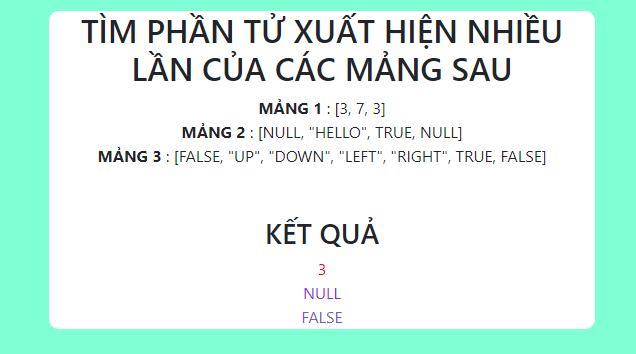 TÌM PHẦN TỬ XUẤT HIỆN NHIỀU
LẦN CỦA CÁC MẢNG SAU
MẢNG 1 : [3, 7, 3]
MẢNG 2 : [NULL, "HELLO", TRUE, NULL]
MẢNG 3 : [FALSE, "UP", "DOWN", "LEFT", "RIGHT", TRUE, FALSE]
KẾT QUẢ
3
NULL
FALSE